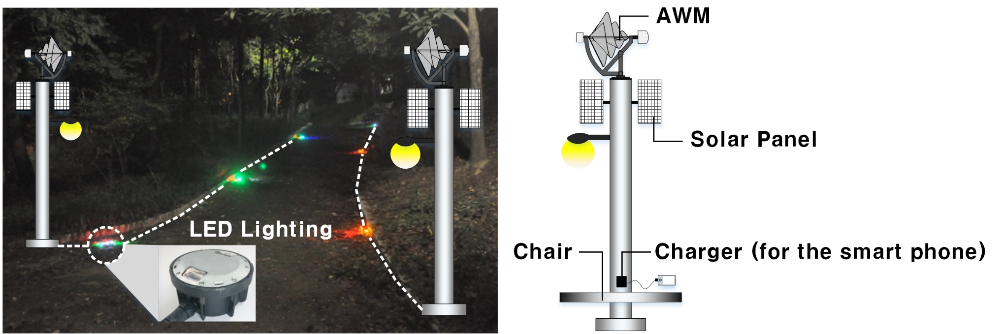 AWM
Solar Panel
LED Lighting
Chair
Charger (for the smart phone)